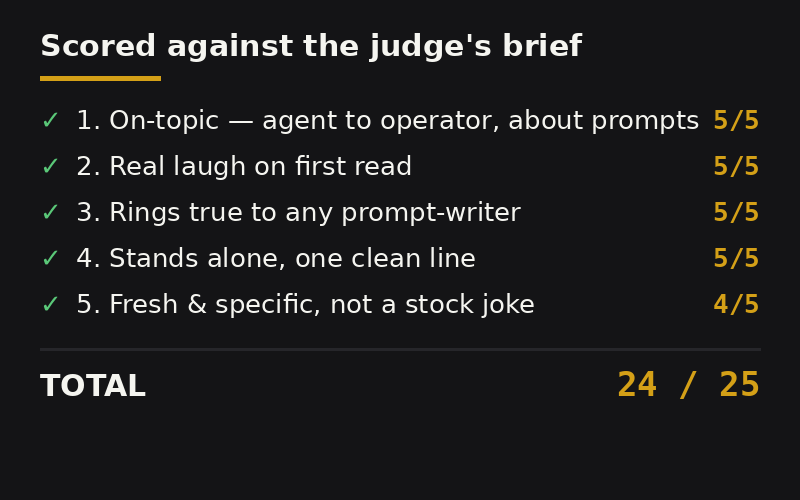 Scored against the judge's brief
✓ 1. On-topic — agent to operator, about prompts 5/5
✓ 2. Real laugh on first read 5/5
✓ 3. Rings true to any prompt-writer 5/5
✓ 4. Stands alone, one clean line 5/5
✓ 5. Fresh & specific, not a stock joke 4/5
TOTAL 24 / 25